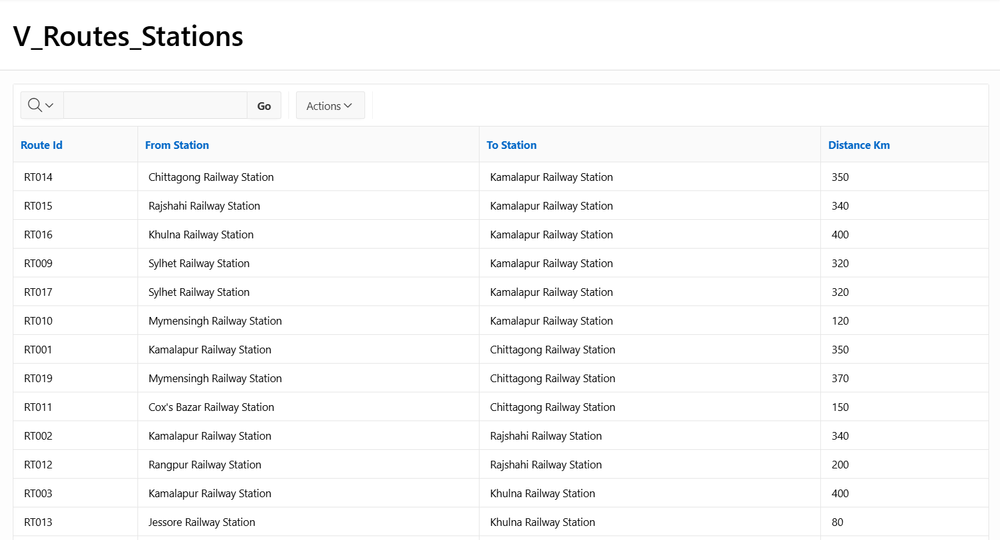 V_Routes_Stations
Go Actions
Route Id From Station To Station Distance Km
RT014 Chittagong Railway Station Kamalapur Railway Station 350
RT015 Rajshahi Railway Station Kamalapur Railway Station 340
RT016 Khulna Railway Station Kamalapur Railway Station 400
RT009 Sylhet Railway Station Kamalapur Railway Station 320
RT017 Sylhet Railway Station Kamalapur Railway Station 320
RT010 Mymensingh Railway Station Kamalapur Railway Station 120
RT001 Kamalapur Railway Station Chittagong Railway Station 350
RT019 Mymensingh Railway Station Chittagong Railway Station 370
RT011 Cox's Bazar Railway Station Chittagong Railway Station 150
RT002 Kamalapur Railway Station Rajshahi Railway Station 340
RT012 Rangpur Railway Station Rajshahi Railway Station 200
RT003 Kamalapur Railway Station Khulna Railway Station 400
RT013 Jessore Railway Station Khulna Railway Station 80